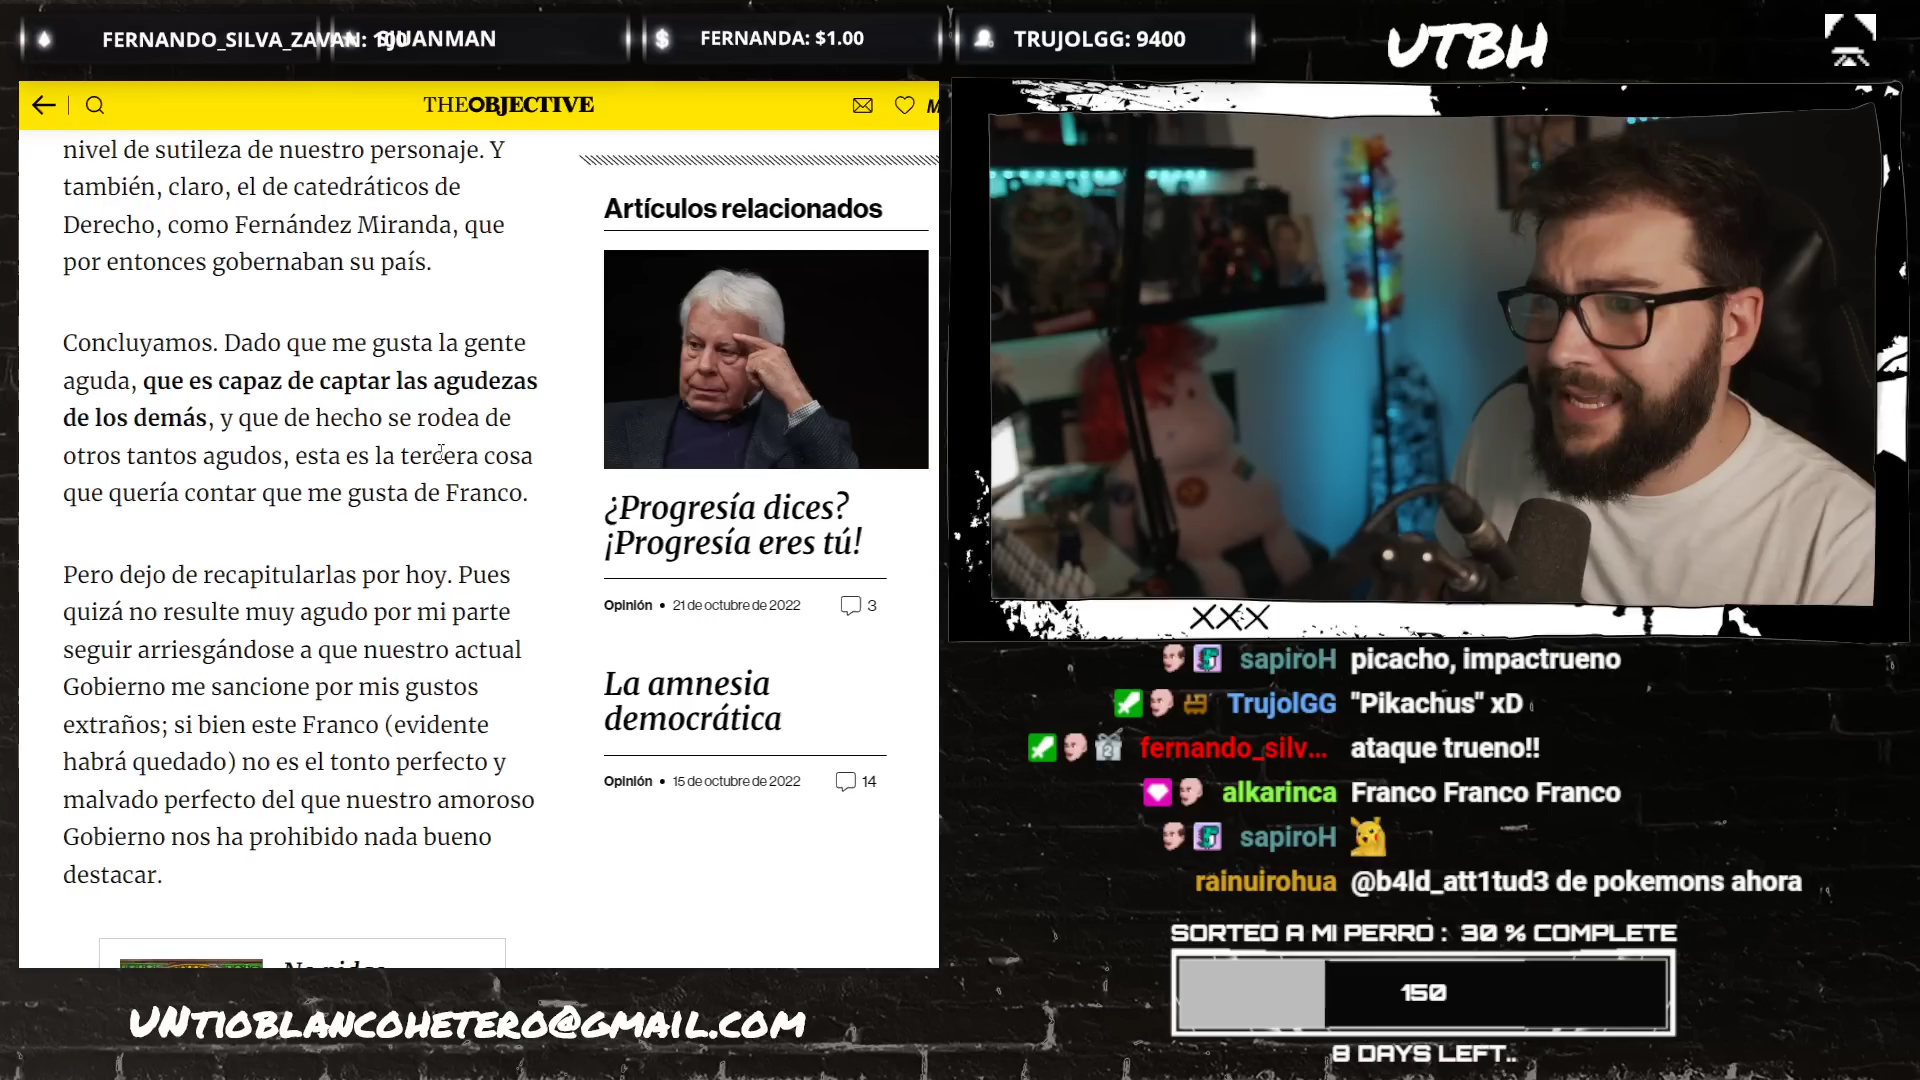 FERNANDO_SILVA_ZAVAN: 100
SJUANMAN
$ FERNANDA: $1.00
TRUJOLGG: 9400
UTBH
THEOBJECTIVE
nivel de sutileza de nuestro personaje. Y
también, claro, el de catedráticos de
Derecho, como Fernández Miranda, que
por entonces gobernaban su país.
Concluyamos. Dado que me gusta la gente
aguda, que es capaz de captar las agudezas
de los demás, y que de hecho se rodea de
otros tantos agudos, esta es la tercera cosa
que quería contar que me gusta de Franco.
Pero dejo de recapitularlas por hoy. Pues
quizá no resulte muy agudo por mi parte
seguir arriesgándose a que nuestro actual
Gobierno me sancione por mis gustos
extraños; si bien este Franco (evidente
habrá quedado) no es el tonto perfecto y
malvado perfecto del que nuestro amoroso
Gobierno nos ha prohibido nada bueno
destacar.
Artículos relacionados
¿Progresía dices?
¡Progresía eres tú!
Opinión • 21 de octubre de 2022 3
La amnesia
democrática
Opinión • 15 de octubre de 2022 14
XXX
sapiroH picacho, impactrueno
TrujolGG "Pikachus" xD
fernando_silv... ataque trueno!!
alkarinca Franco Franco Franco
sapiroH
rainuirohua @b4ld_att1tud3 de pokemons ahora
SORTEO A MI PERRO : 30 % COMPLETE
150
8 DAYS LEFT..
UNTIOBLANCOHETERO@GMAIL.COM